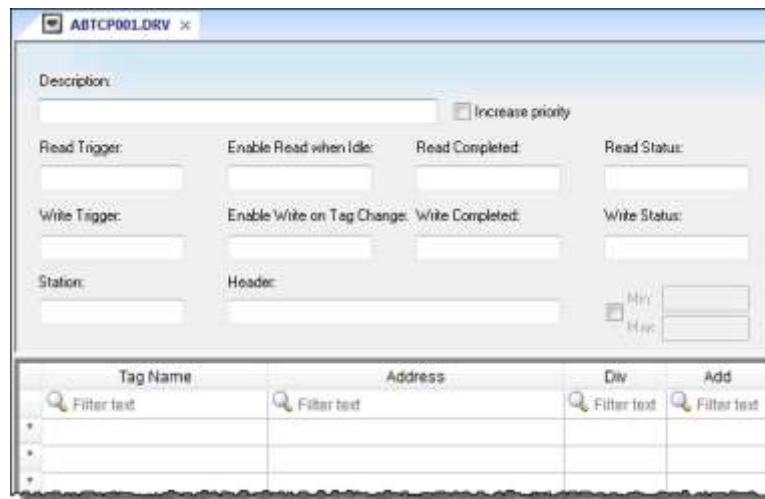 ABTCP001.DRV ×
Description:
Increase priority
Read Trigger: Enable Read when Idle: Read Completed: Read Status:
Write Trigger: Enable Write on Tag Change: Write Completed: Write Status:
Station: Header:
Min:
Max:
Tag Name Address Div Add
Filter text Filter text Filter text Filter text
*
*
*